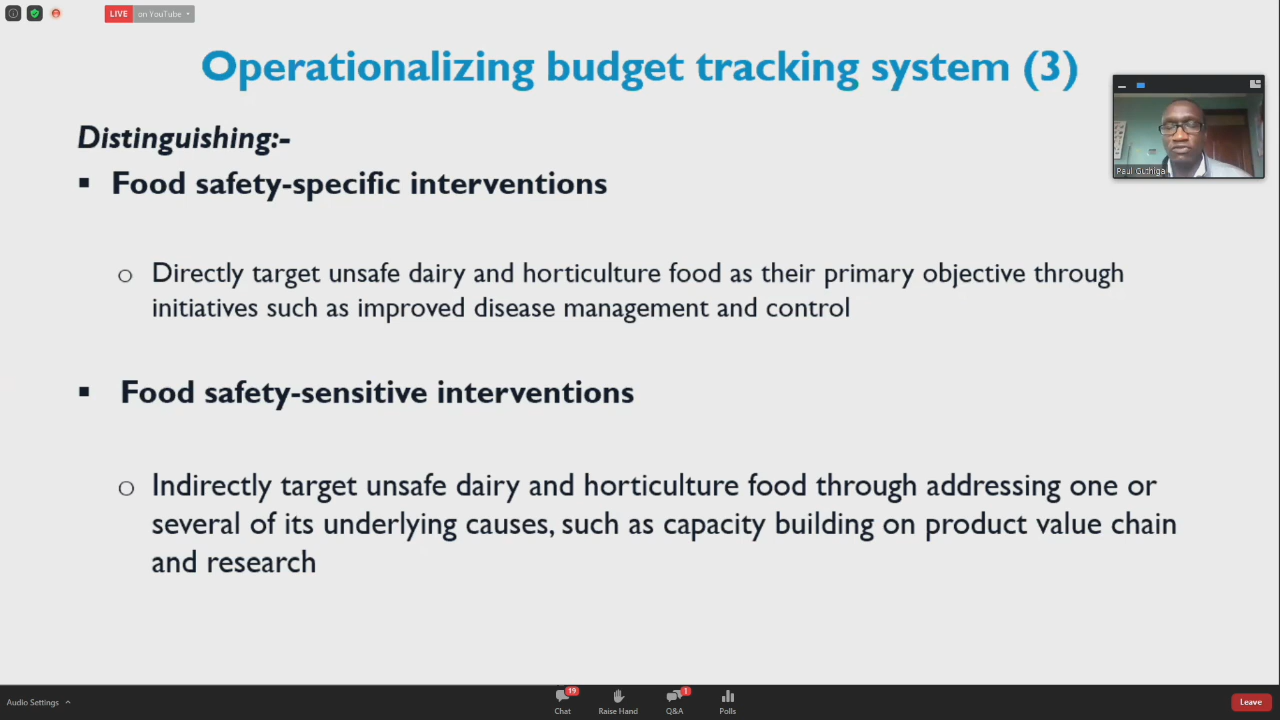 LIVE on YouTube
Operationalizing budget tracking system (3)
Distinguishing:-
▪ Food safety-specific interventions
o Directly target unsafe dairy and horticulture food as their primary objective through
initiatives such as improved disease management and control
▪ Food safety-sensitive interventions
o Indirectly target unsafe dairy and horticulture food through addressing one or
several of its underlying causes, such as capacity building on product value chain
and research
Paul Guthiga
Audio Settings
19
Chat
Raise Hand
1
Q&A
Polls
Leave